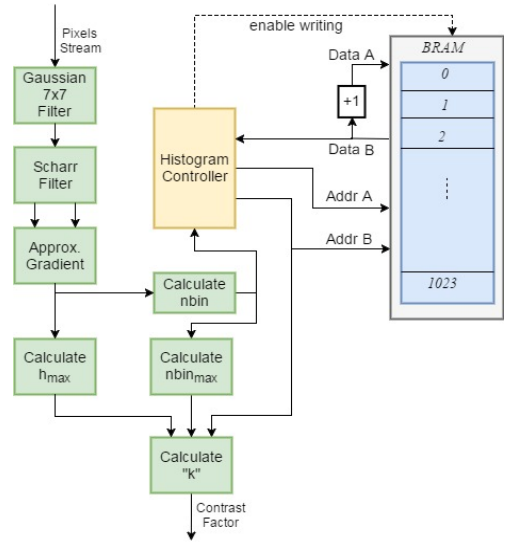 Pixels
Stream
enable writing
Gaussian
7x7
Filter
Data A
BRAM
0
+1
1
2
Scharr
Filter
Histogram
Controller
Data B
Addr A
Approx.
Gradient
Addr B
Calculate
nbin
1023
Calculate
hmax
Calculate
nbinmax
Calculate
"k"
Contrast
Factor